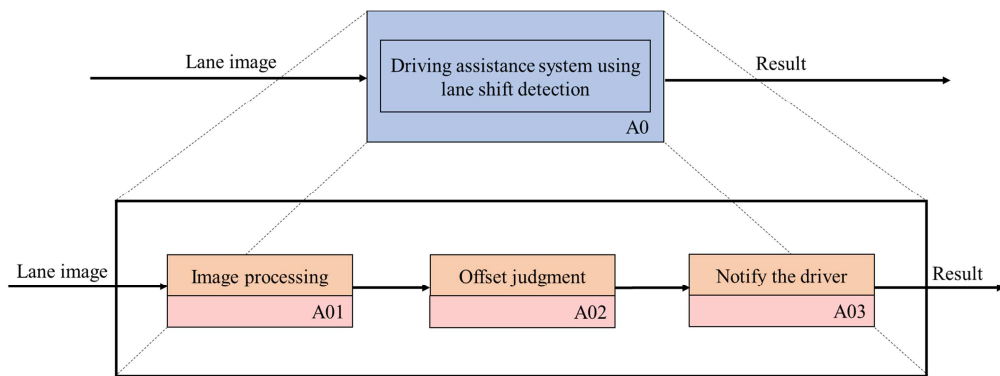 Lane image
Driving assistance system using
lane shift detection
Result
A0
Lane image
Image processing
Offset judgment
Notify the driver
Result
A01
A02
A03